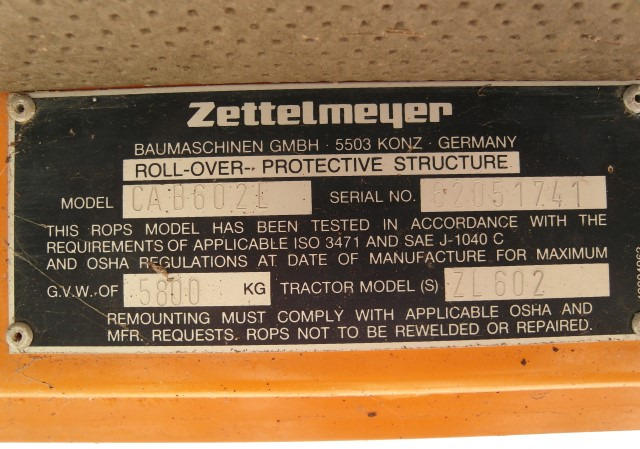 Zettelmeyer
BAUMASCHINEN GMBH · 5503 KONZ · GERMANY
ROLL-OVER-PROTECTIVE STRUCTURE
MODEL CAB602E SERIAL NO. 62051741
THIS ROPS MODEL HAS BEEN TESTED IN ACCORDANCE WITH THE
REQUIREMENTS OF APPLICABLE ISO 3471 AND SAE J-1040 C
AND OSHA REGULATIONS AT DATE OF MANUFACTURE FOR MAXIMUM
G.V.W. OF 5800 KG TRACTOR MODEL (S) ZL602
REMOUNTING MUST COMPLY WITH APPLICABLE OSHA AND
MFR. REQUESTS. ROPS NOT TO BE REWELDED OR REPAIRED.